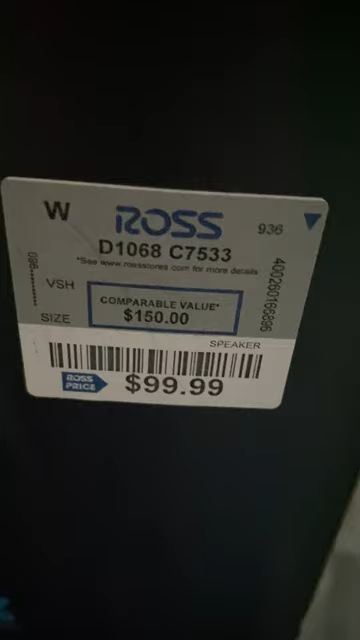 W
ROSS
936
D1068 C7533
*See www.rossstores.com for more details
VSH
COMPARABLE VALUE*
$150.00
SIZE
400260166896
SPEAKER
ROSS PRICE
$99.99